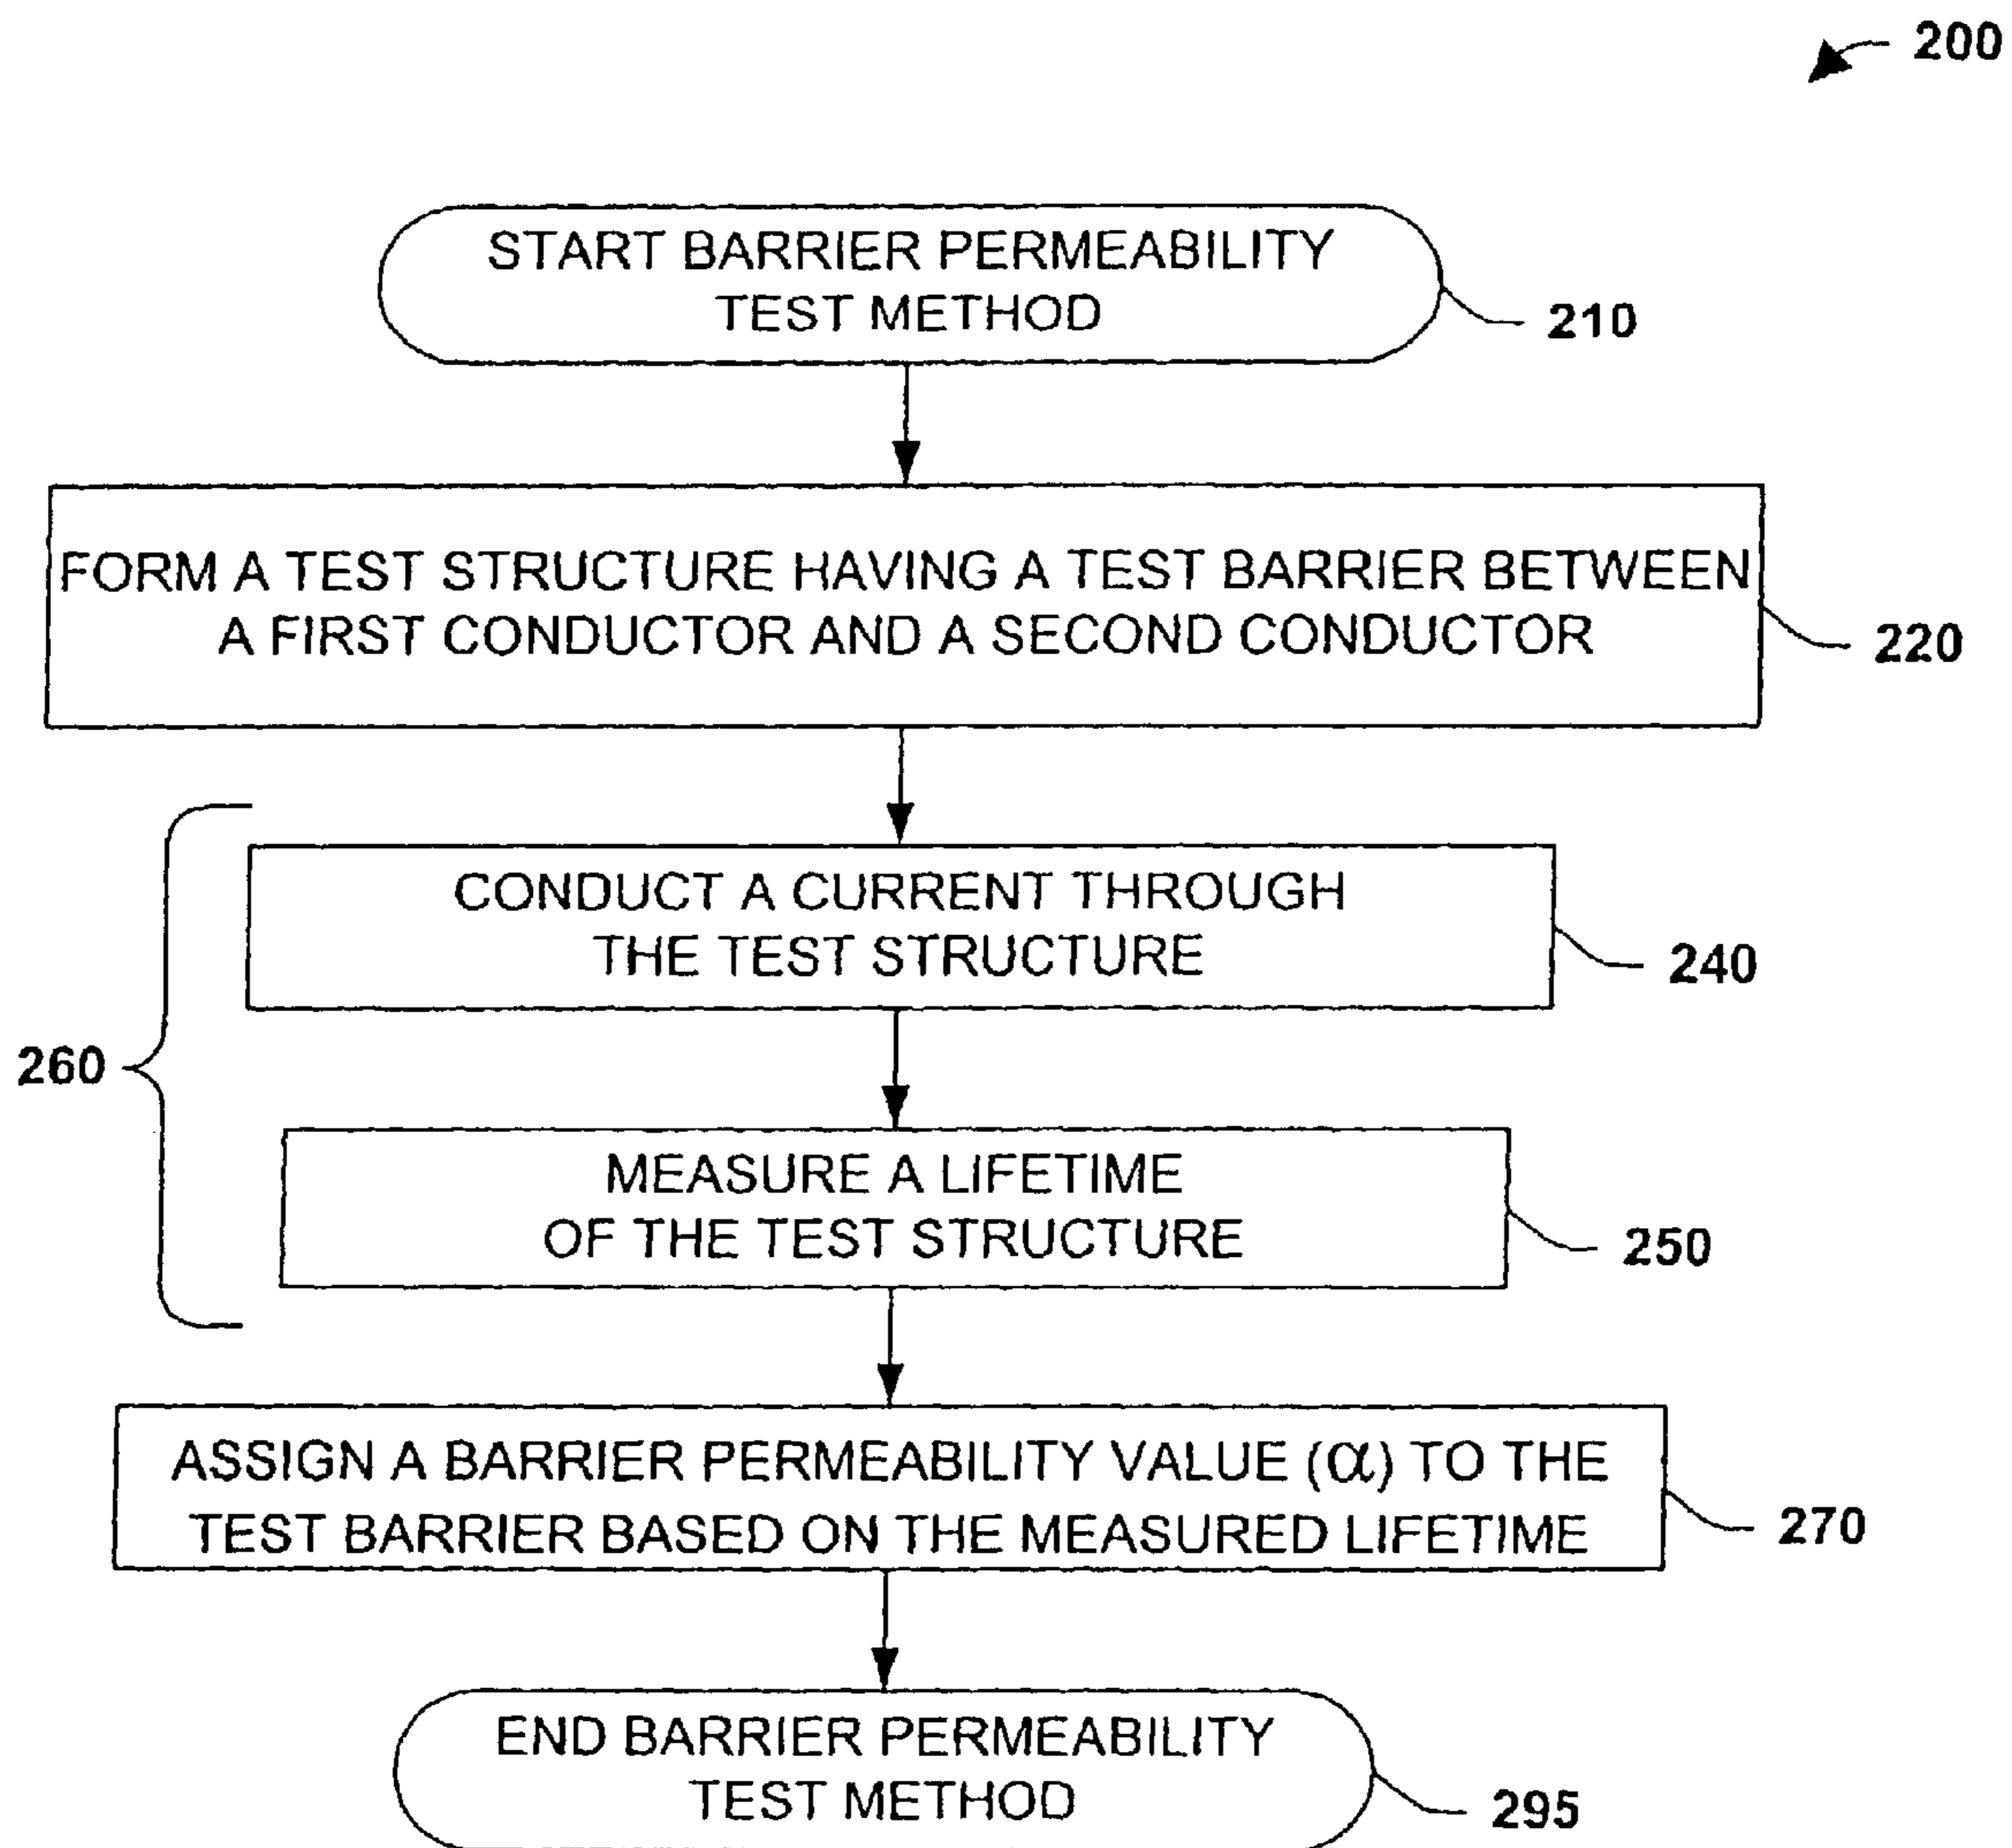 200
START BARRIER PERMEABILITY
TEST METHOD
210
FORM A TEST STRUCTURE HAVING A TEST BARRIER BETWEEN
A FIRST CONDUCTOR AND A SECOND CONDUCTOR
220
CONDUCT A CURRENT THROUGH
THE TEST STRUCTURE
240
260
MEASURE A LIFETIME
OF THE TEST STRUCTURE
250
ASSIGN A BARRIER PERMEABILITY VALUE (α) TO THE
TEST BARRIER BASED ON THE MEASURED LIFETIME
270
END BARRIER PERMEABILITY
TEST METHOD
295